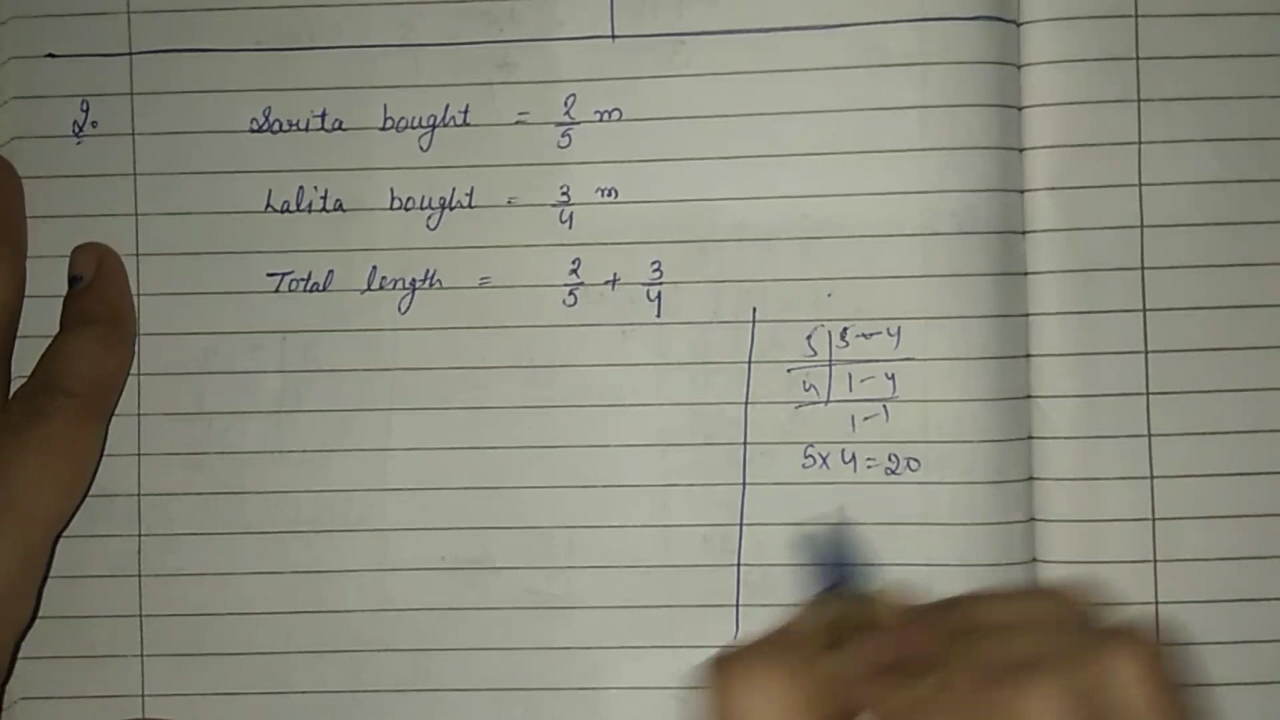 2. Sarita bought = 2/5 m
Lalita bought = 3/4 m
Total length = 2/5 + 3/4
5 | 5 - 4
4 | 1 - 4
1 - 1
5 x 4 = 20